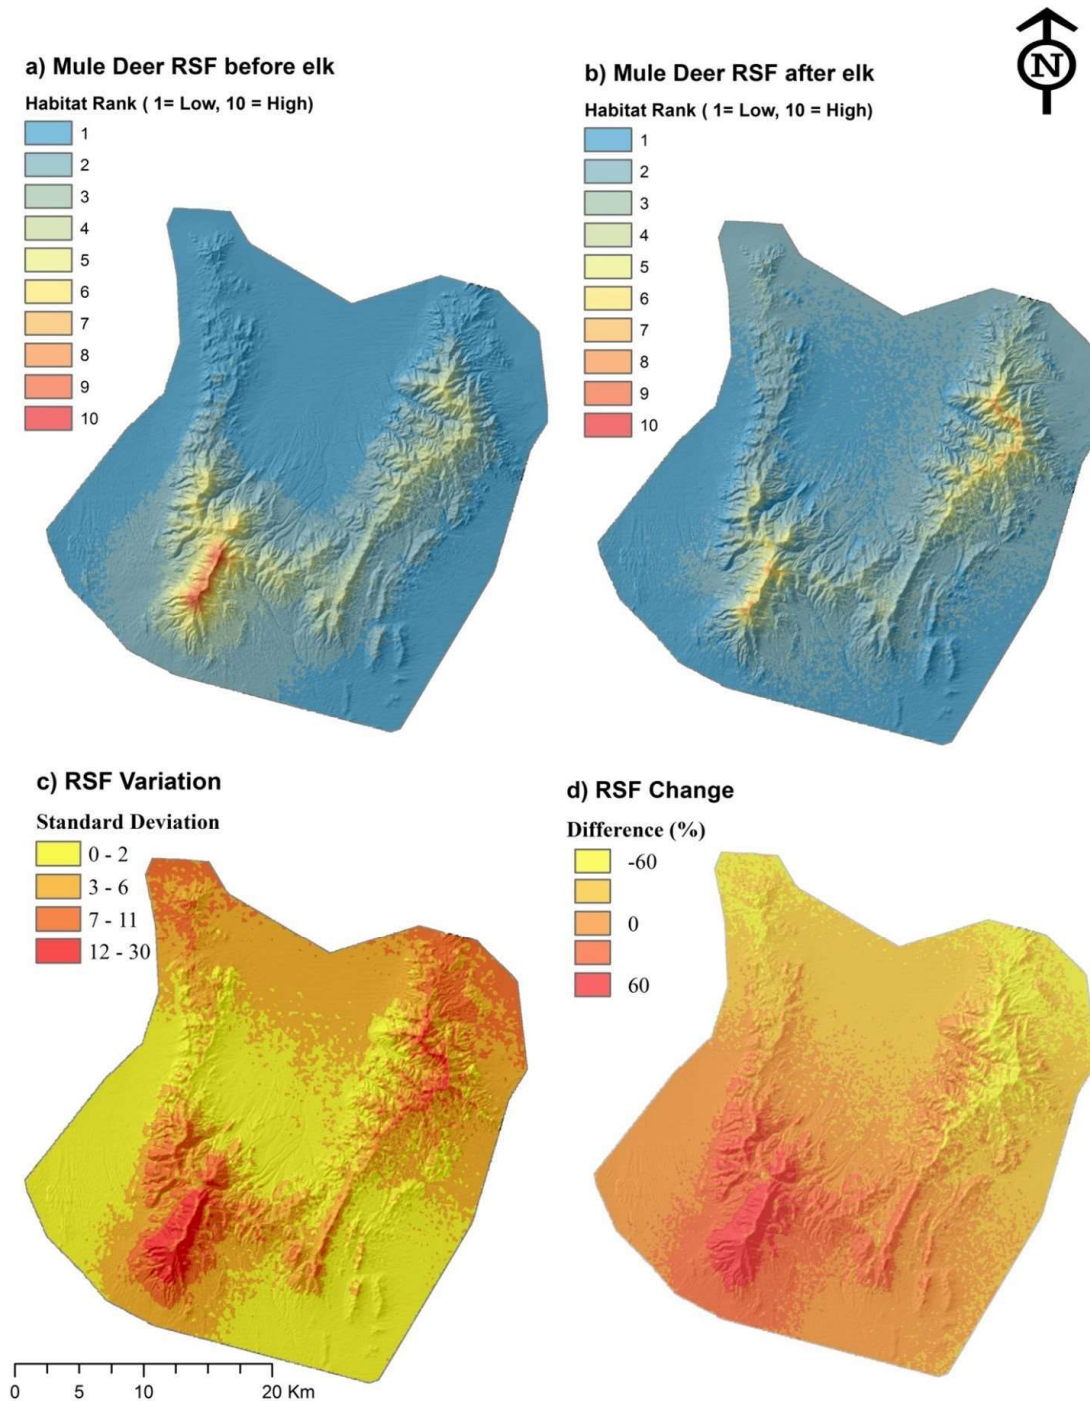 N
a) Mule Deer RSF before elk
Habitat Rank ( 1= Low, 10 = High)
1
2
3
4
5
6
7
8
9
10
b) Mule Deer RSF after elk
Habitat Rank ( 1= Low, 10 = High)
1
2
3
4
5
6
7
8
9
10
c) RSF Variation
Standard Deviation
0 - 2
3 - 6
7 - 11
12 - 30
0 5 10 20 Km
d) RSF Change
Difference (%)
-60
0
60